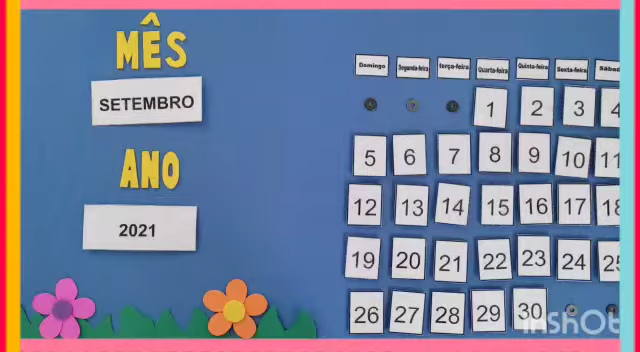 MÊS
SETEMBRO
ANO
2021
Domingo Segunda-feira terça-feira Quarta-feira Quinta-feira Sexta-feira Sábad
1 2 3 4
5 6 7 8 9 10 11
12 13 14 15 16 17 18
19 20 21 22 23 24 25
26 27 28 29 30
InShOt